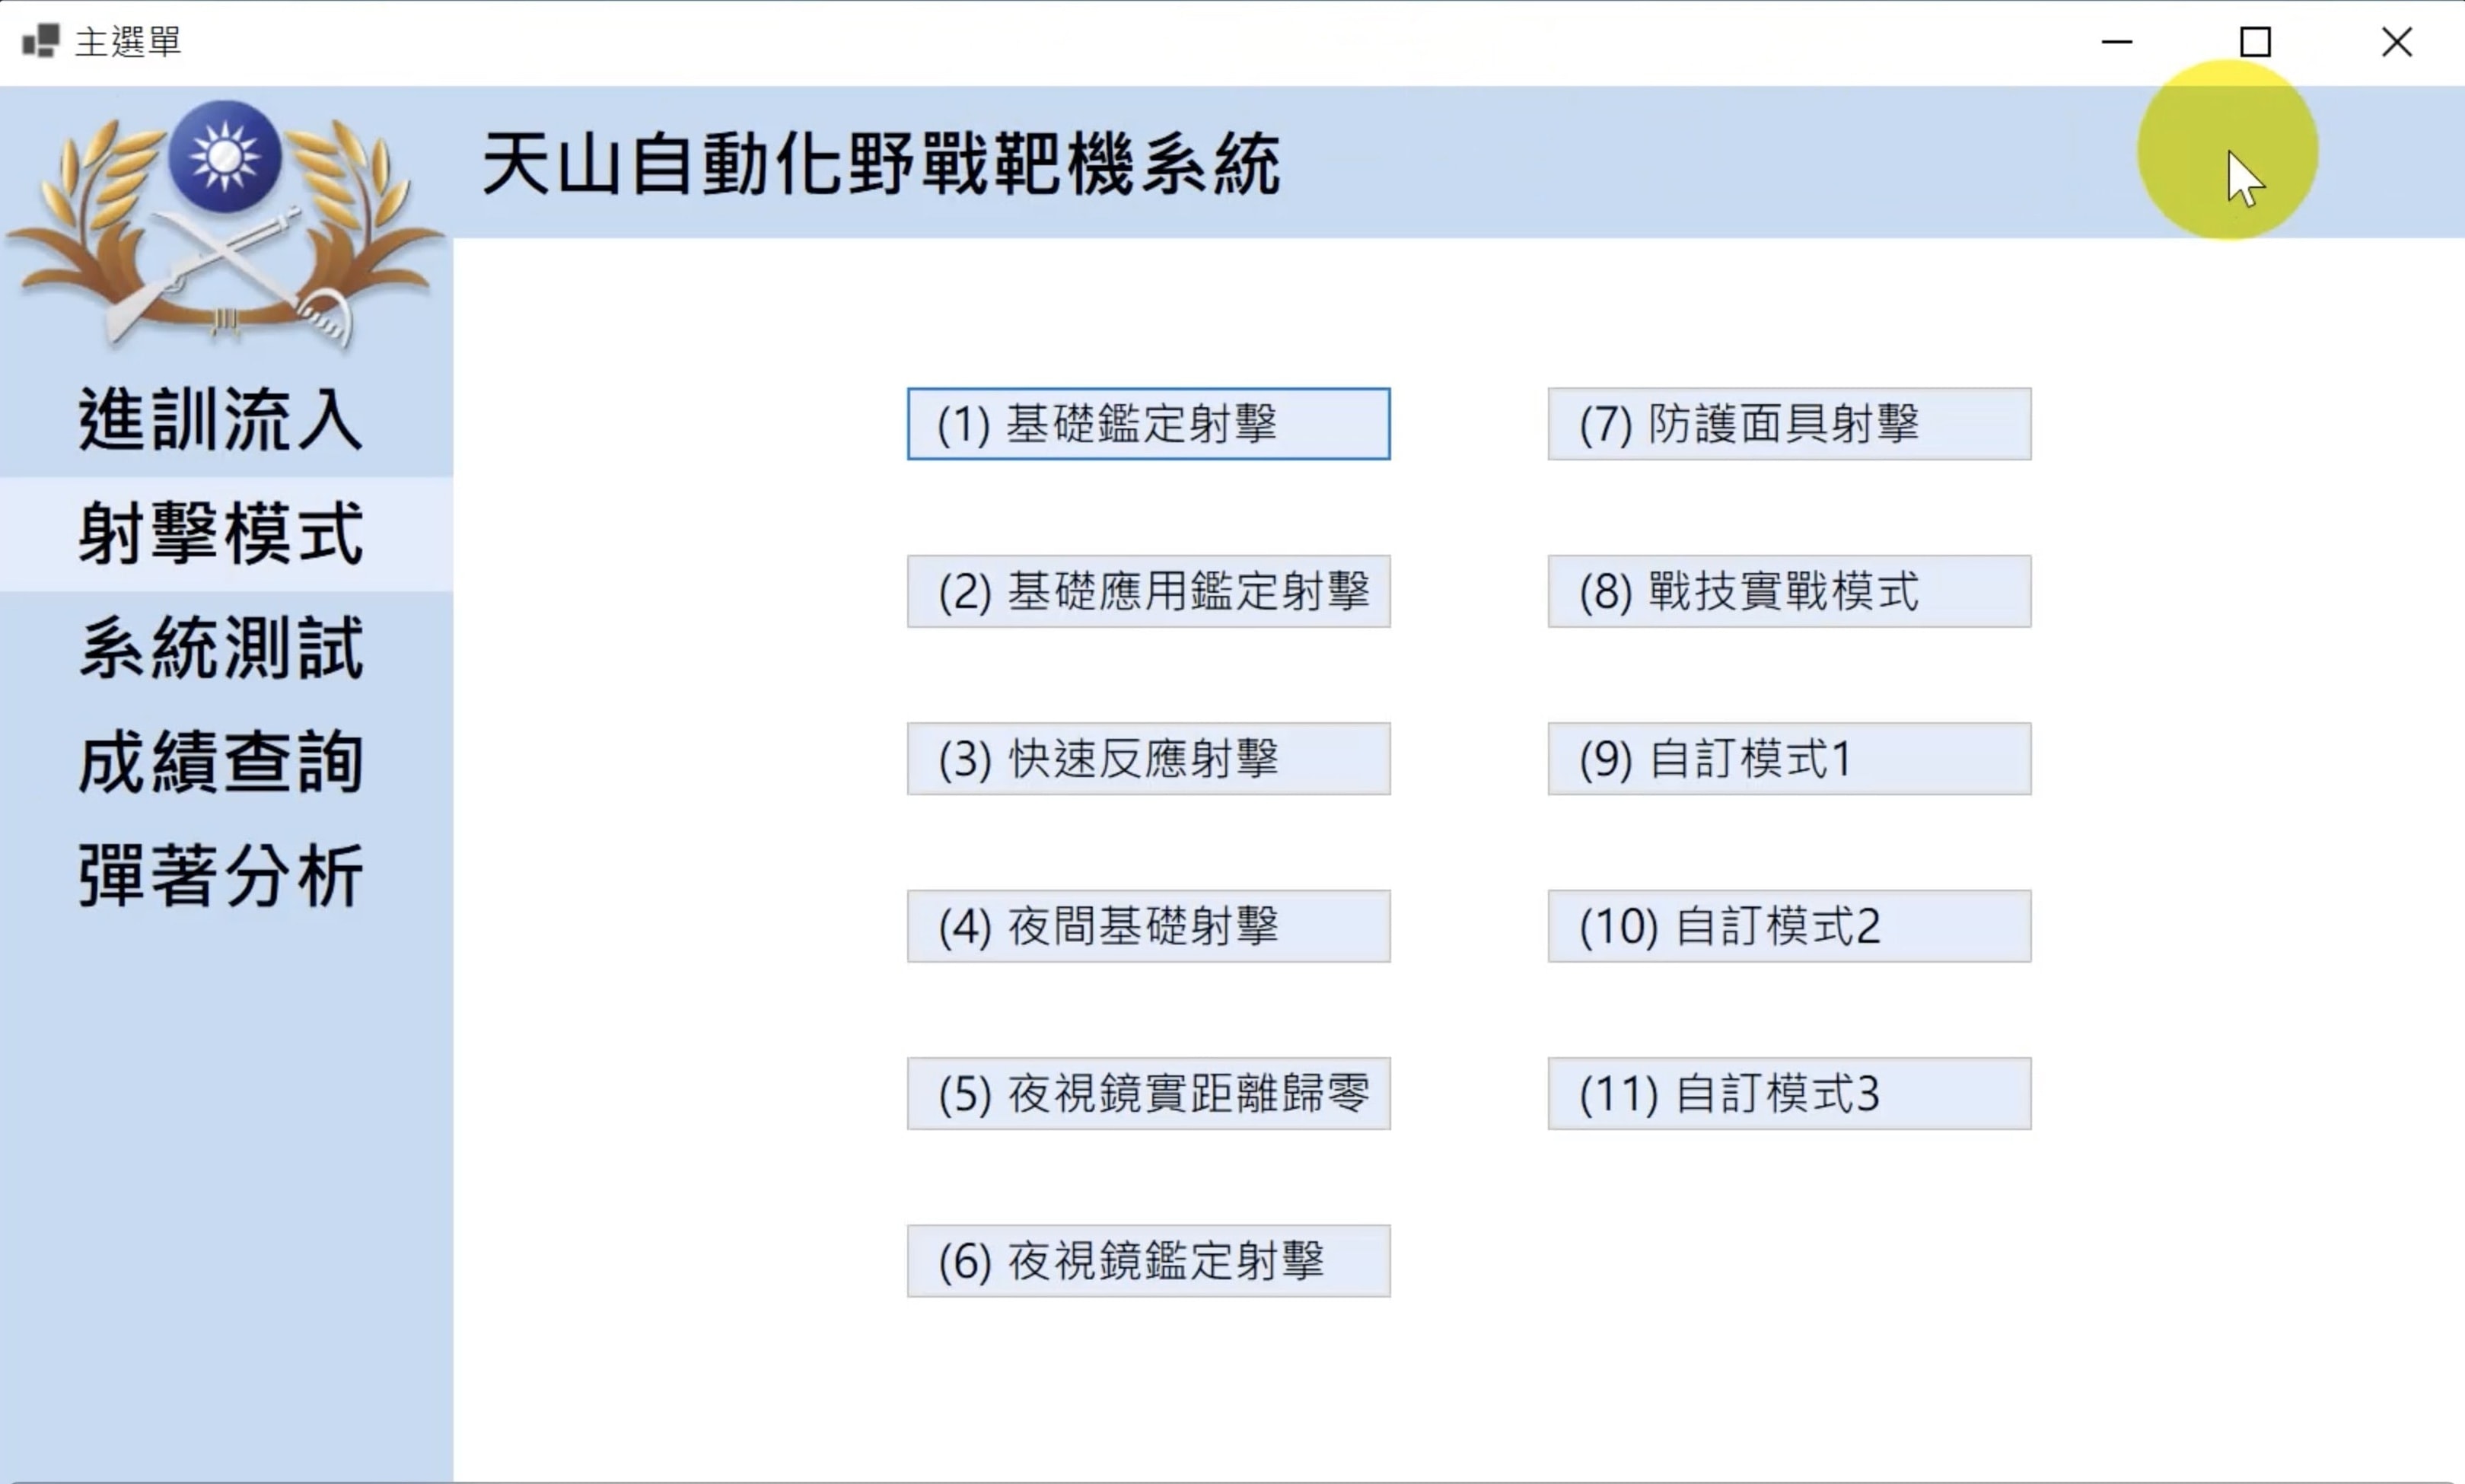 主選單
天山自動化野戰靶機系統
進訓流入
射擊模式
系統測試
成績查詢
彈著分析
(1) 基礎鑑定射擊
(2) 基礎應用鑑定射擊
(3) 快速反應射擊
(4) 夜間基礎射擊
(5) 夜視鏡實距離歸零
(6) 夜視鏡鑑定射擊
(7) 防護面具射擊
(8) 戰技實戰模式
(9) 自訂模式1
(10) 自訂模式2
(11) 自訂模式3